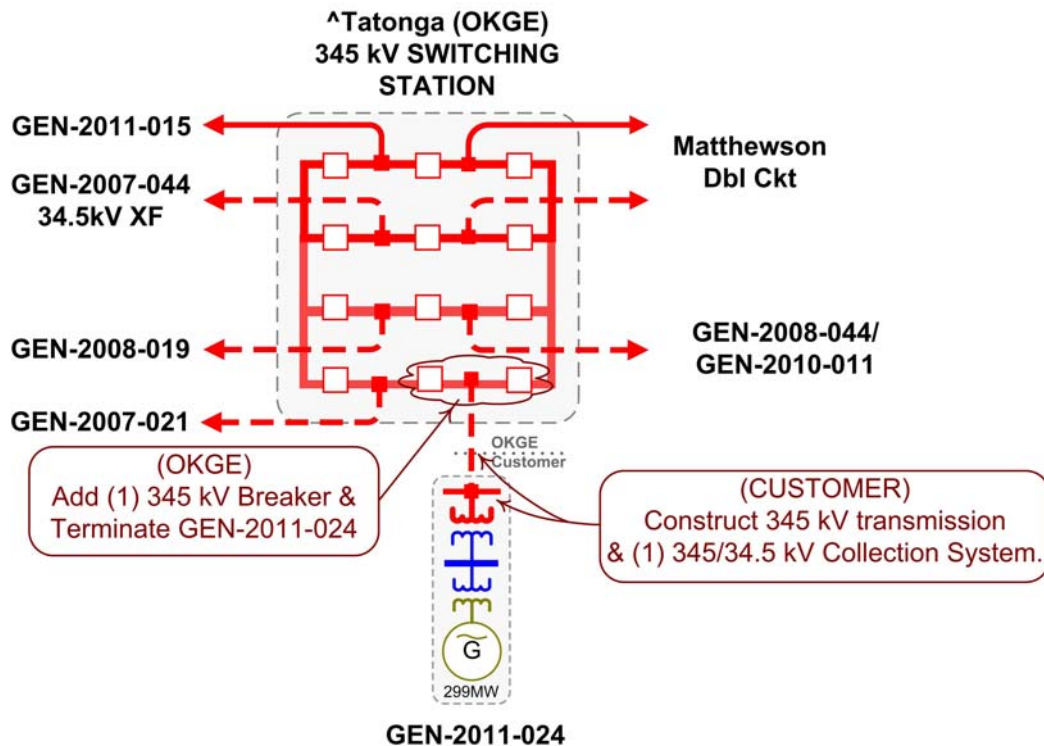 ^Tatonga (OKGE)
345 kV SWITCHING
STATION
GEN-2011-015
Matthewson
Dbl Ckt
GEN-2007-044
34.5kV XF
GEN-2008-019
GEN-2008-044/
GEN-2010-011
GEN-2007-021
OKGE
Customer
(OKGE)
Add (1) 345 kV Breaker &
Terminate GEN-2011-024
(CUSTOMER)
Construct 345 kV transmission
& (1) 345/34.5 kV Collection System.
G
299MW
GEN-2011-024